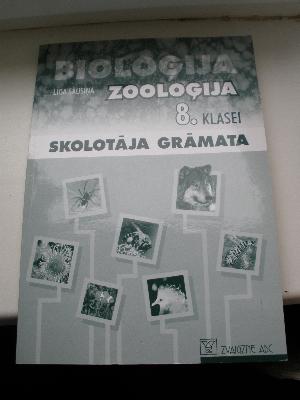 BIOLOĢIJA
LĪGA SAUSIŅA
ZOOLOĢIJA
8. KLASEI
SKOLOTĀJA GRĀMATA
ZVAIGZNE ABC